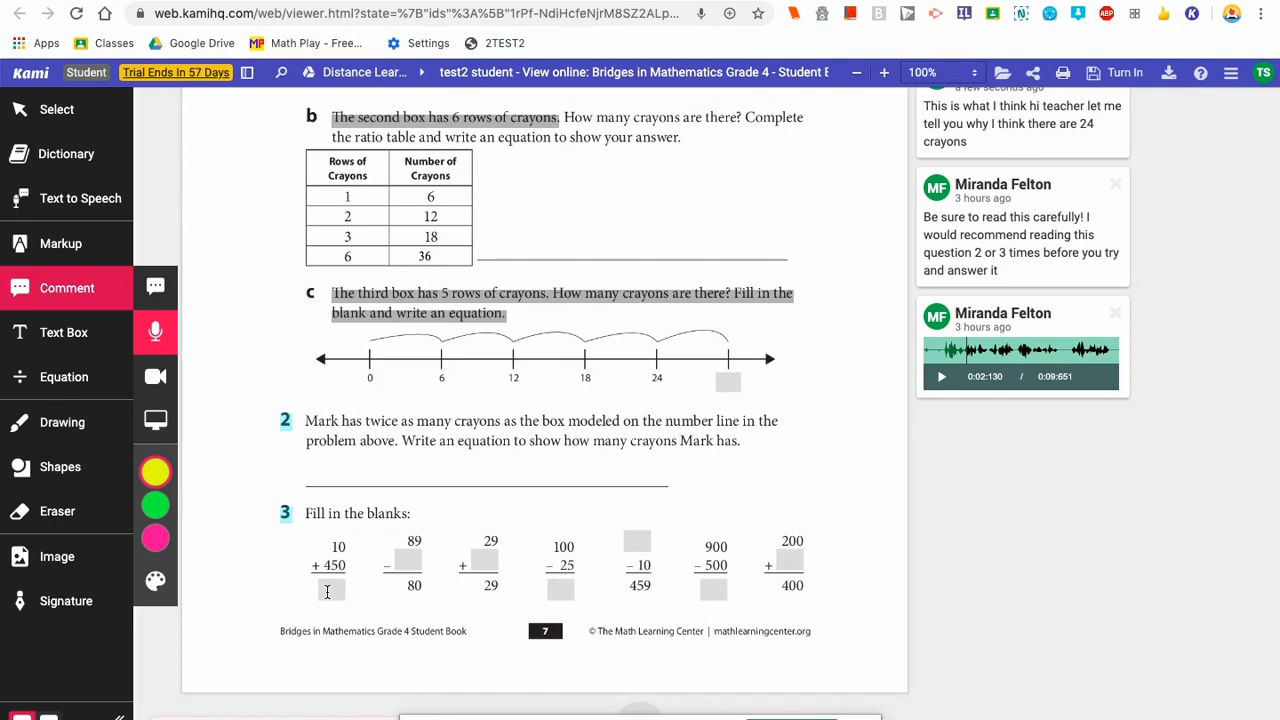 web.kamihq.com/web/viewer.html?state=%7B"ids"%3A%5B"1rPf-NdiHcfeNjrM8SZ2ALp...
Apps Classes Google Drive Math Play - Free... Settings 2TEST2
Kami Student Trial Ends In 57 Days Distance Lear... test2 student - View online: Bridges in Mathematics Grade 4 - Student E 100% Turn In TS
Select
Dictionary
Text to Speech
Markup
Comment
Text Box
Equation
Drawing
Shapes
Eraser
Image
Signature
b The second box has 6 rows of crayons. How many crayons are there? Complete
the ratio table and write an equation to show your answer.
Rows of Crayons Number of Crayons
1 6
2 12
3 18
6 36
c The third box has 5 rows of crayons. How many crayons are there? Fill in the
blank and write an equation.
0 6 12 18 24
2 Mark has twice as many crayons as the box modeled on the number line in the
problem above. Write an equation to show how many crayons Mark has.
3 Fill in the blanks:
10 89 29 100 900 200
+ 450 – + – 25 – 10 – 500 +
80 29 459 400
Bridges in Mathematics Grade 4 Student Book 7 © The Math Learning Center | mathlearningcenter.org
a few seconds ago
This is what I think hi teacher let me
tell you why I think there are 24
crayons
MF Miranda Felton
3 hours ago
Be sure to read this carefully! I
would recommend reading this
question 2 or 3 times before you try
and answer it
MF Miranda Felton
3 hours ago
0:02:130 / 0:09:651